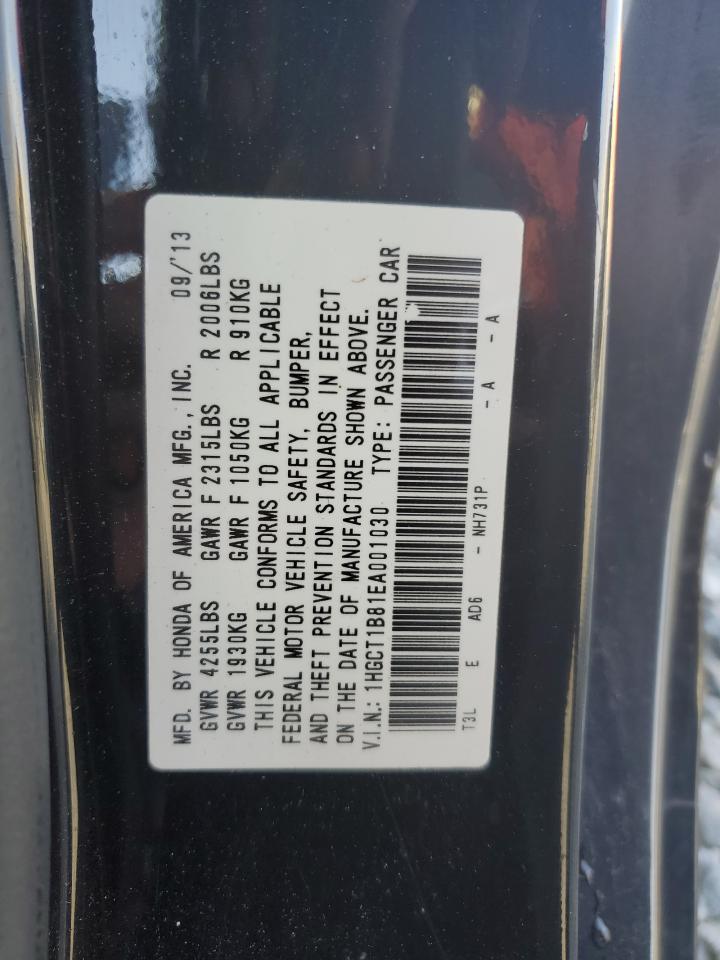 MFD. BY HONDA OF AMERICA MFG., INC. 09/'13
GVWR 4255LBS GAWR F 2315LBS R 2006LBS
GVWR 1930KG GAWR F 1050KG R 910KG
THIS VEHICLE CONFORMS TO ALL APPLICABLE
FEDERAL MOTOR VEHICLE SAFETY, BUMPER,
AND THEFT PREVENTION STANDARDS IN EFFECT
ON THE DATE OF MANUFACTURE SHOWN ABOVE.
V.I.N.: 1HGCT1B81EA001030 TYPE: PASSENGER CAR
T3L E AD6 - NH731P - A - A